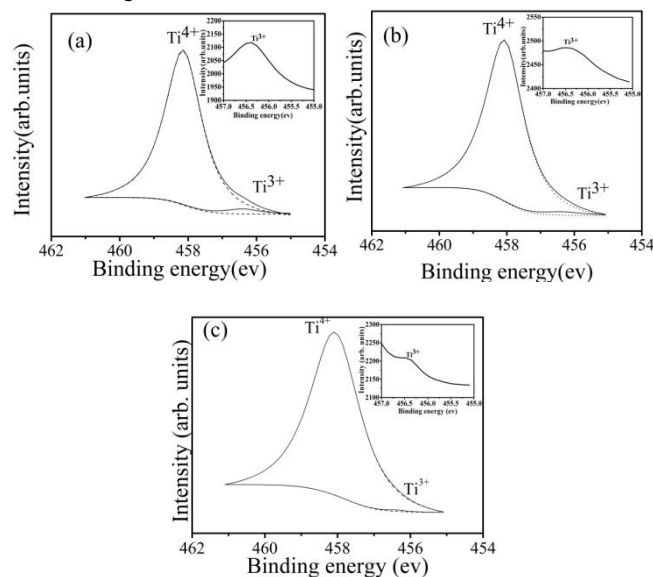 (a)
Ti4+
Ti3+
Intensity(arb.units)
462 460 458 456 454
Binding energy(ev)
2200
2150
2100
2050
2000
1950
1900
Ti3+
Intensity(arb.units)
457.0 456.5 456.0 455.5 455.0
Binding energy(ev)
(b)
Ti4+
Ti3+
Intensity(arb.units)
462 460 458 456 454
Binding energy(ev)
2550
2500
2450
2400
Ti3+
Intensity(arb.units)
457.0 456.5 456.0 455.5 455.0
Binding energy(ev)
(c)
Ti4+
Ti3+
Intensity (arb. units)
462 460 458 456 454
Binding energy(ev)
2300
2250
2200
2150
2100
Ti3+
Intensity (arb. units)
457.0 456.5 456.0 455.5 455.0
Binding energy (ev)